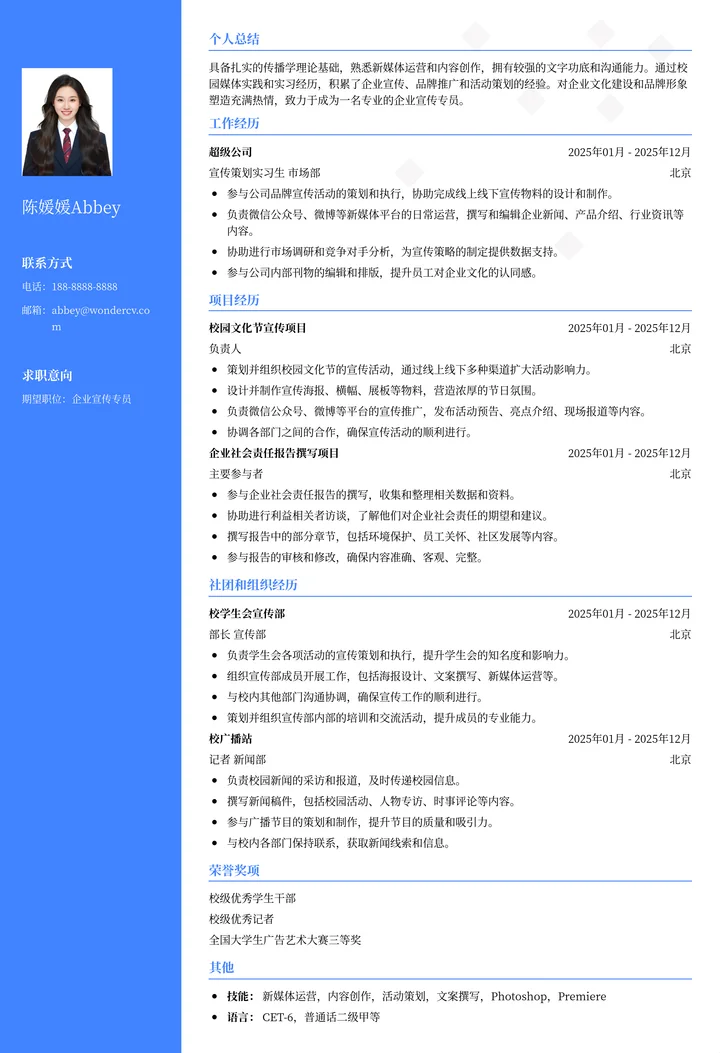 陈媛媛Abbey
联系方式
电话：188-8888-8888
邮箱：abbey@wondercv.co
m
求职意向
期望职位：企业宣传专员
个人总结
具备扎实的传播学理论基础，熟悉新媒体运营和内容创作，拥有较强的文字功底和沟通能力。通过校
园媒体实践和实习经历，积累了企业宣传、品牌推广和活动策划的经验。对企业文化建设和品牌形象
塑造充满热情，致力于成为一名专业的企业宣传专员。
工作经历
超级公司 2025年01月 - 2025年12月
宣传策划实习生 市场部 北京
• 参与公司品牌宣传活动的策划和执行，协助完成线上线下宣传物料的设计和制作。
• 负责微信公众号、微博等新媒体平台的日常运营，撰写和编辑企业新闻、产品介绍、行业资讯等
内容。
• 协助进行市场调研和竞争对手分析，为宣传策略的制定提供数据支持。
• 参与公司内部刊物的编辑和排版，提升员工对企业文化的认同感。
项目经历
校园文化节宣传项目 2025年01月 - 2025年12月
负责人 北京
• 策划并组织校园文化节的宣传活动，通过线上线下多种渠道扩大活动影响力。
• 设计并制作宣传海报、横幅、展板等物料，营造浓厚的节日氛围。
• 负责微信公众号、微博等平台的宣传推广，发布活动预告、亮点介绍、现场报道等内容。
• 协调各部门之间的合作，确保宣传活动的顺利进行。
企业社会责任报告撰写项目 2025年01月 - 2025年12月
主要参与者 北京
• 参与企业社会责任报告的撰写，收集和整理相关数据和资料。
• 协助进行利益相关者访谈，了解他们对企业社会责任的期望和建议。
• 撰写报告中的部分章节，包括环境保护、员工关怀、社区发展等内容。
• 参与报告的审核和修改，确保内容准确、客观、完整。
社团和组织经历
校学生会宣传部 2025年01月 - 2025年12月
部长 宣传部 北京
• 负责学生会各项活动的宣传策划和执行，提升学生会的知名度和影响力。
• 组织宣传部成员开展工作，包括海报设计、文案撰写、新媒体运营等。
• 与校内其他部门沟通协调，确保宣传工作的顺利进行。
• 策划并组织宣传部内部的培训和交流活动，提升成员的专业能力。
校广播站 2025年01月 - 2025年12月
记者 新闻部 北京
• 负责校园新闻的采访和报道，及时传递校园信息。
• 撰写新闻稿件，包括校园活动、人物专访、时事评论等内容。
• 参与广播节目的策划和制作，提升节目的质量和吸引力。
• 与校内各部门保持联系，获取新闻线索和信息。
荣誉奖项
校级优秀学生干部
校级优秀记者
全国大学生广告艺术大赛三等奖
其他
• 技能： 新媒体运营，内容创作，活动策划，文案撰写，Photoshop，Premiere
• 语言： CET-6，普通话二级甲等